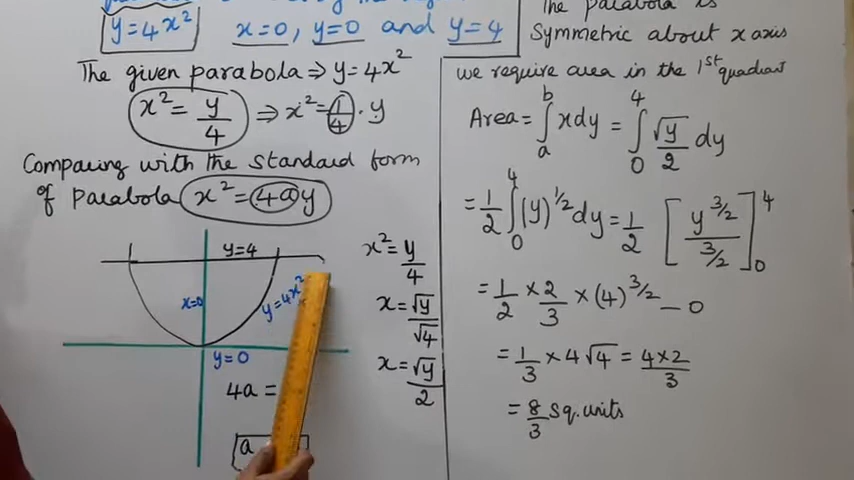 y=4x² x=0, y=0 and y=4
The given parabola ⇒ y=4x²
x² = y/4 ⇒ x² = 1/4 · y
Comparing with the standard form
of Parabola x² = 4ay
y=4
x=0
y=4x²
y=0
4a =
a
x² = y/4
x = √y/√4
x = √y/2
The parabola is
Symmetric about x axis
we require area in the 1st quadrant
Area = ∫ₐᵇ x dy = ∫₀⁴ √y/2 dy
= 1/2 ∫₀⁴ (y)^1/2 dy = 1/2 [y^3/2 / 3/2]₀⁴
= 1/2 × 2/3 × (4)^3/2 — 0
= 1/3 × 4√4 = 4×2/3
= 8/3 sq. units